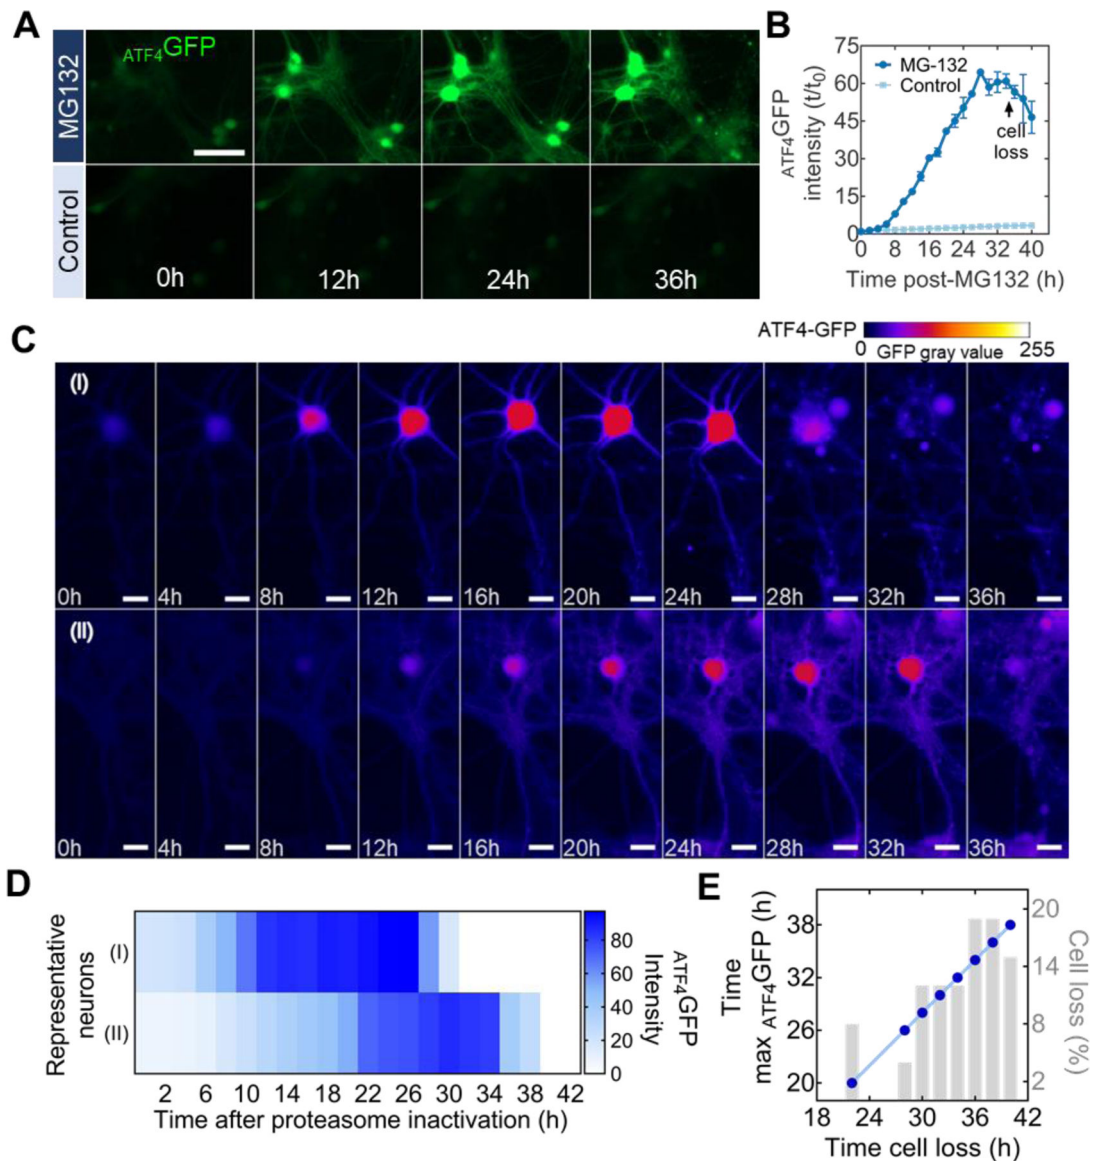 A
MG132
Control
ATF4GFP
0h
12h
24h
36h
B
ATF4GFP
intensity (t/t0)
75
60
45
30
15
0
MG-132
Control
cell
loss
0 8 16 24 32 40
Time post-MG132 (h)
C
ATF4-GFP
0 GFP gray value 255
(I)
0h 4h 8h 12h 16h 20h 24h 28h 32h 36h
(II)
0h 4h 8h 12h 16h 20h 24h 28h 32h 36h
D
Representative
neurons
(I)
(II)
2 6 10 14 18 22 26 30 34 38 42
Time after proteasome inactivation (h)
80
60
40
20
0
ATF4GFP
Intensity
E
Time
max ATF4GFP (h)
38
32
26
20
20
14
8
2
Cell loss (%)
18 24 30 36 42
Time cell loss (h)